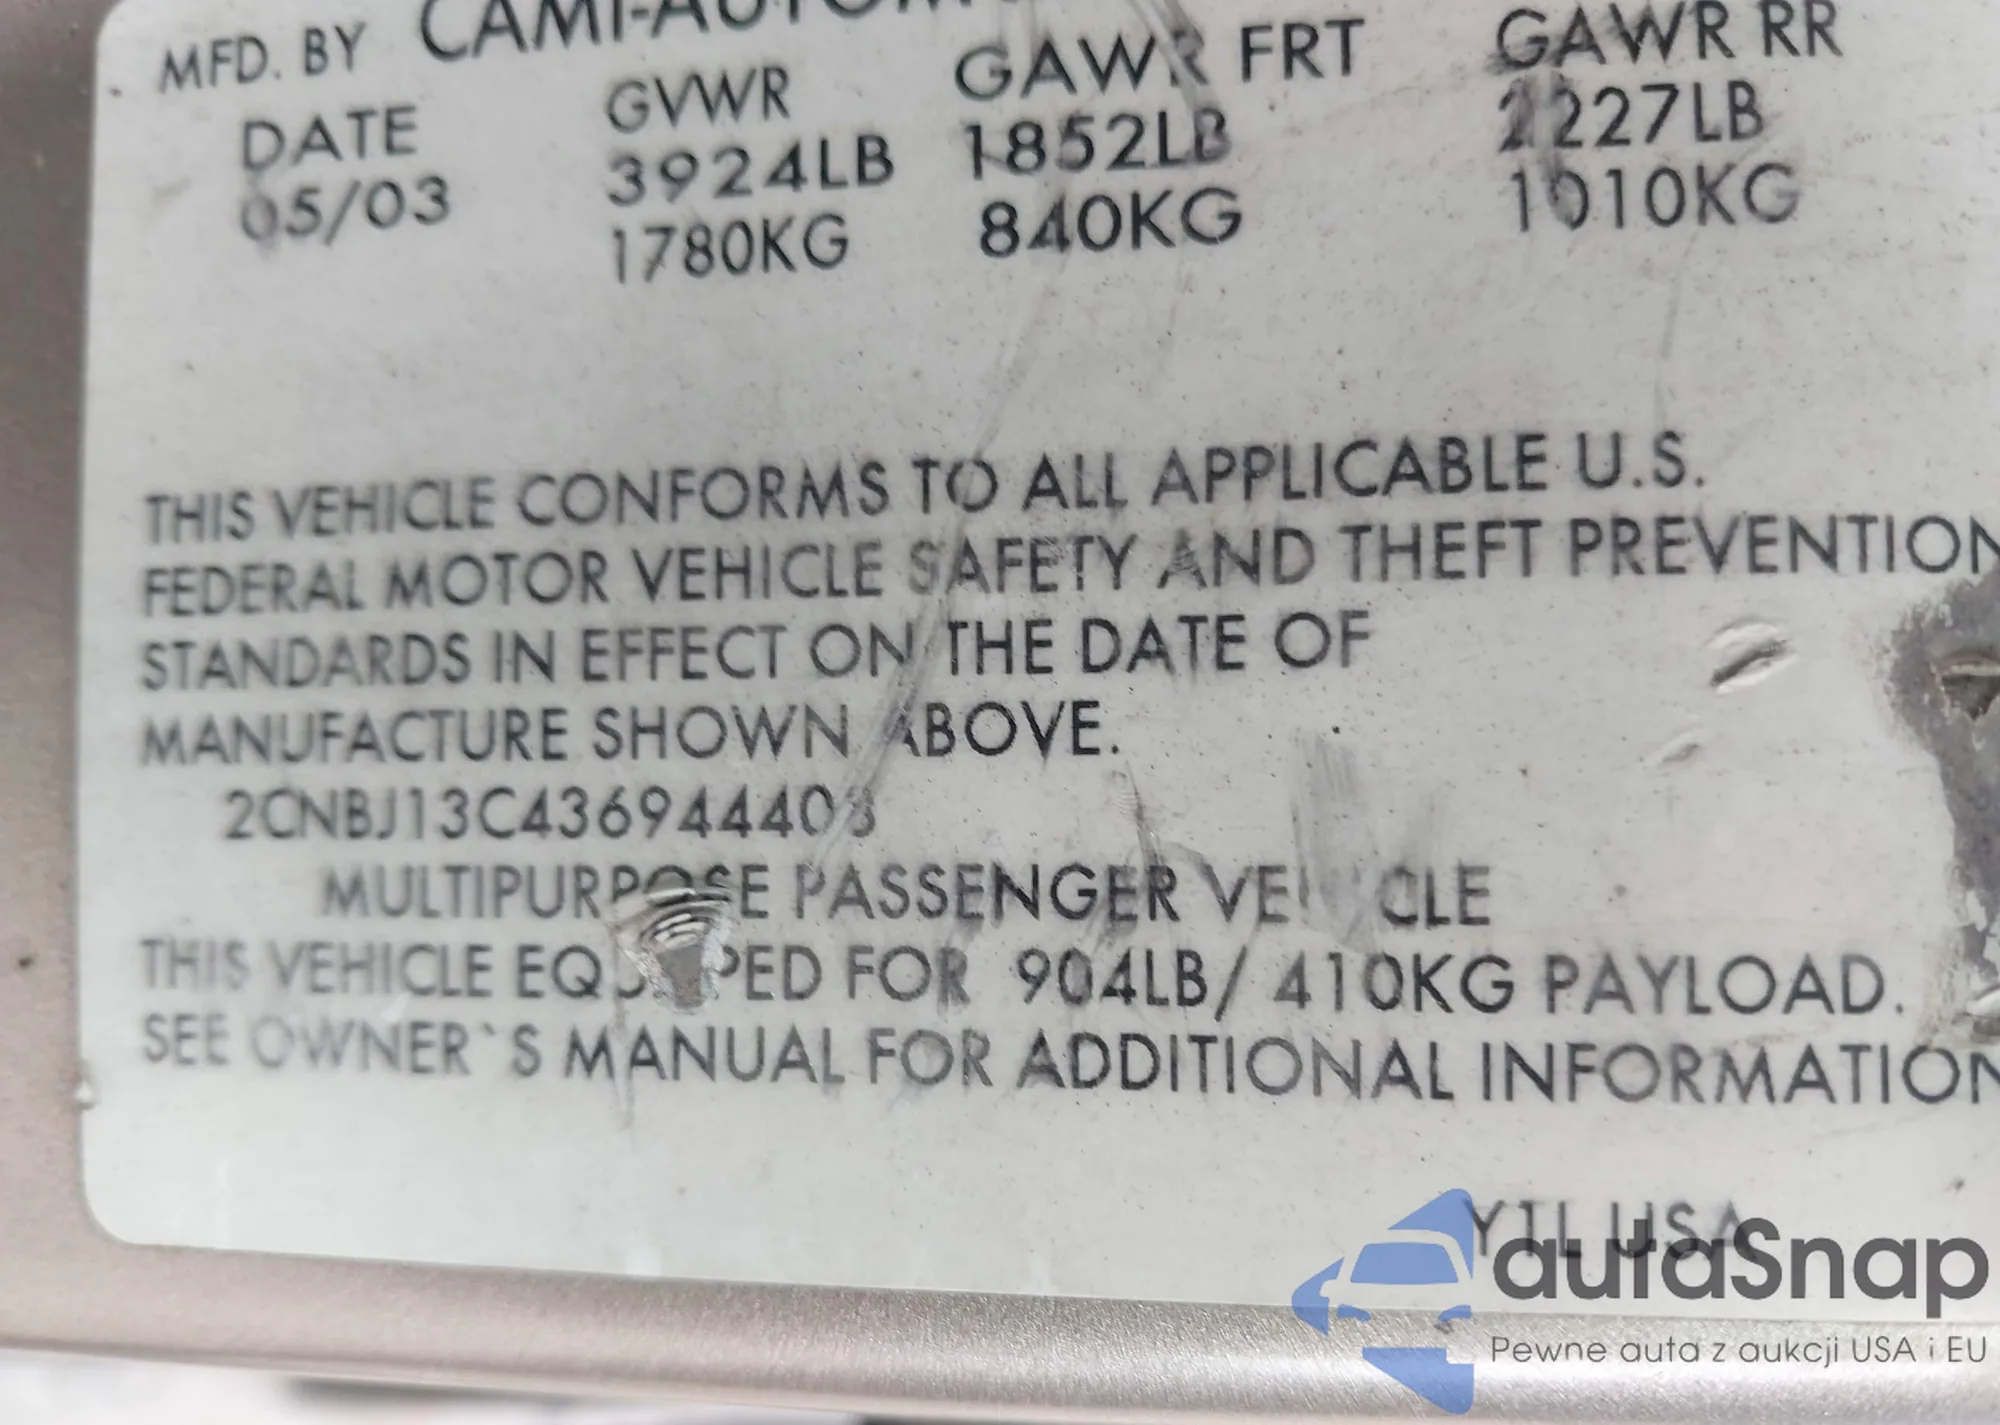 MFD. BY
DATE GVWR GAWR FRT GAWR RR
05/03 3924LB 1852LB 2227LB
1780KG 840KG 1010KG
THIS VEHICLE CONFORMS TO ALL APPLICABLE U.S.
FEDERAL MOTOR VEHICLE SAFETY AND THEFT PREVENTION
STANDARDS IN EFFECT ON THE DATE OF
MANUFACTURE SHOWN ABOVE.
MULTIPURPOSE PASSENGER VEHICLE
THIS VEHICLE EQUIPPED FOR 904LB/ 410KG PAYLOAD.
SEE OWNER`S MANUAL FOR ADDITIONAL INFORMATION
USA
autaSnap
Pewne auta z aukcji USA i EU